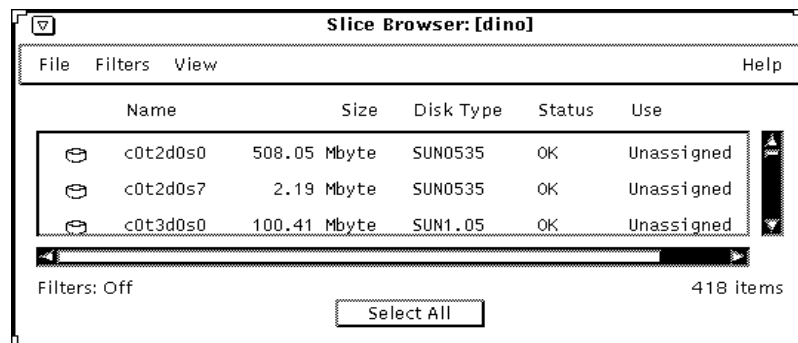 Slice Browser: [dino]
File Filters View Help
Name Size Disk Type Status Use
c0t2d0s0 508.05 Mbyte SUN0535 OK Unassigned
c0t2d0s7 2.19 Mbyte SUN0535 OK Unassigned
c0t3d0s0 100.41 Mbyte SUN1.05 OK Unassigned
Filters: Off 418 items
Select All